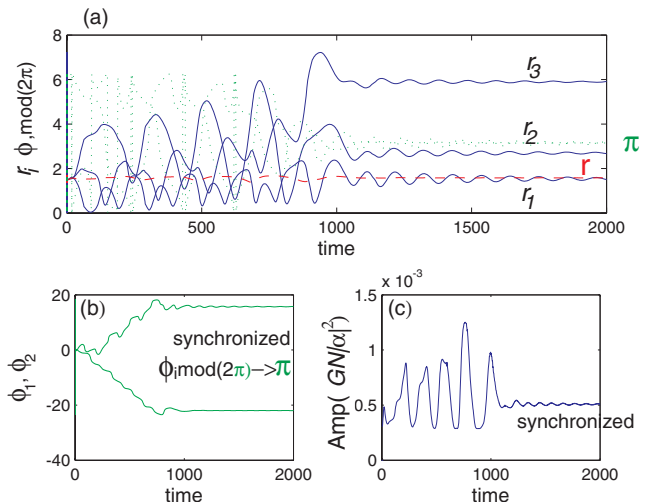 (a)
r_i ϕ_i mod(2π)
8
6
4
2
0
r_3
r_2
π
r
r_1
0 500 1000 1500 2000
time
(b)
20
0
-20
-40
ϕ_1, ϕ_2
synchronized
ϕ_i mod(2π)->π
0 1000 2000
time
(c)
x 10^-3
1.5
1
0.5
0
Amp( GN|α|^2)
synchronized
0 1000 2000
time